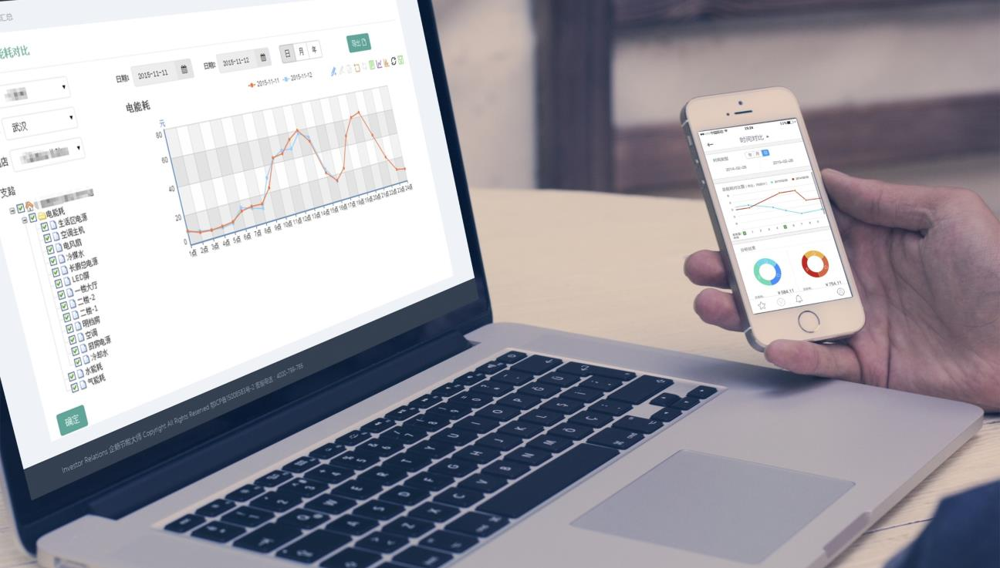 汇总
能耗对比
日期1
2015-11-11
日期2
2015-11-12
日
月
年
导出
2015-11-11
2015-11-12
电能耗
元
80
60
40
20
0
1点 2点 3点 4点 5点 6点 7点 8点 9点 10点 11点 12点 13点 14点 15点 16点 17点 18点 19点 20点 21点 22点 23点 24点
武汉
店
支路
电能耗
生活区电源
空调主机
电风扇
冷煤水
长廊总电源
LED屏
一楼大厅
二楼-2
二楼-1
明档房
空调
厨房电源
冷却水
水能耗
气能耗
确定
Investor Relations 企鹅节能大师 Copyright All Rights Reserved 鄂ICP备15008583号-2 客服电话：4000-799-786
15:24
时间对比
时间类型
年
月
日
2014-02-28
2015-02-28
分析结果
￥584.11
￥754.11